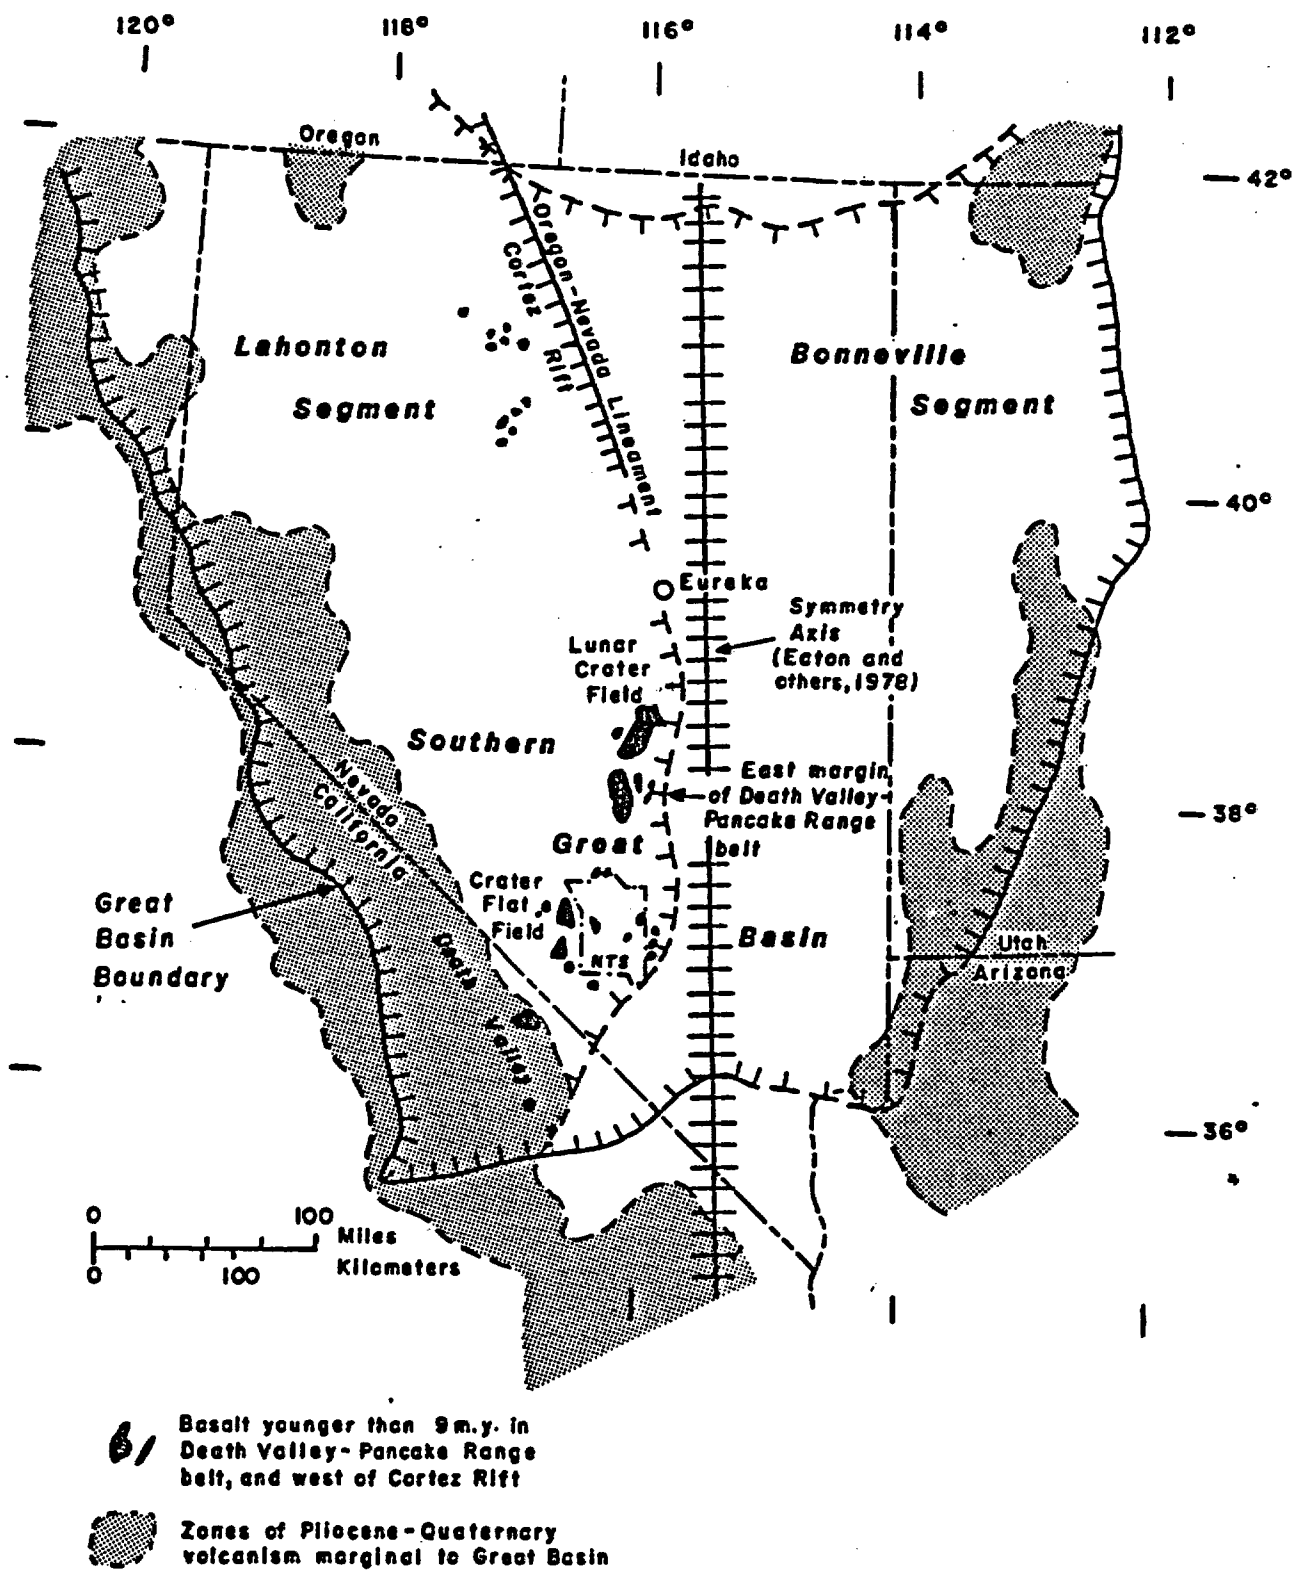 120° 118° 116° 114° 112°
Oregon
Idaho
42°
Oregon-Nevada Lineament
Cortez Rift
Lahonton
Segment
Bonneville
Segment
40°
Eureka
Symmetry
Axis
(Eaton and
others, 1978)
Lunar
Crater
Field
Southern
Nevada
California
East margin
of Death Valley-
Pancake Range
belt
38°
Great
Crater
Flat
Field
NTS
Great
Basin
Boundary
Death
Valley
Basin
Utah
Arizona
36°
0 100 Miles
0 100 Kilometers
Basalt younger than 9 m.y. in
Death Valley-Pancake Range
belt, and west of Cortez Rift
Zones of Pliocene-Quaternary
volcanism marginal to Great Basin